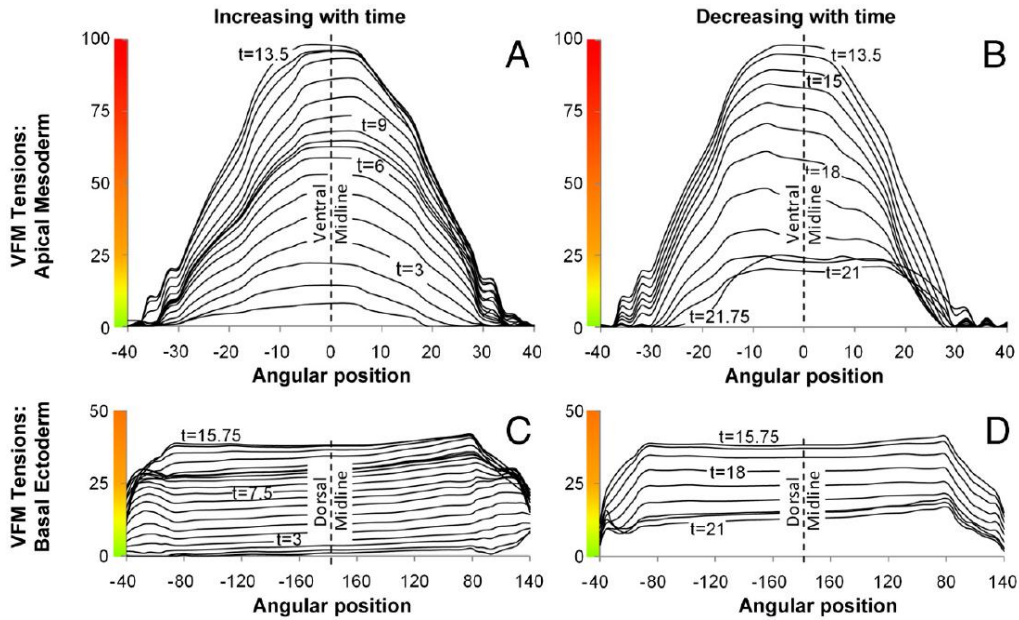 Increasing with time
Decreasing with time
VFM Tensions:
Apical Mesoderm
100
75
50
25
0
A
t=13.5
t=9
t=6
t=3
Ventral
Midline
-40 -30 -20 -10 0 10 20 30 40
Angular position
100
75
50
25
0
B
t=13.5
t=15
t=18
t=21
t=21.75
Ventral
Midline
-40 -30 -20 -10 0 10 20 30 40
Angular position
VFM Tensions:
Basal Ectoderm
50
25
0
C
t=15.75
t=7.5
t=3
Dorsal
Midline
-40 -80 -120 -160 160 120 80 140
Angular position
50
25
0
D
t=15.75
t=18
t=21
Dorsal
Midline
-40 -80 -120 -160 160 120 80 140
Angular position